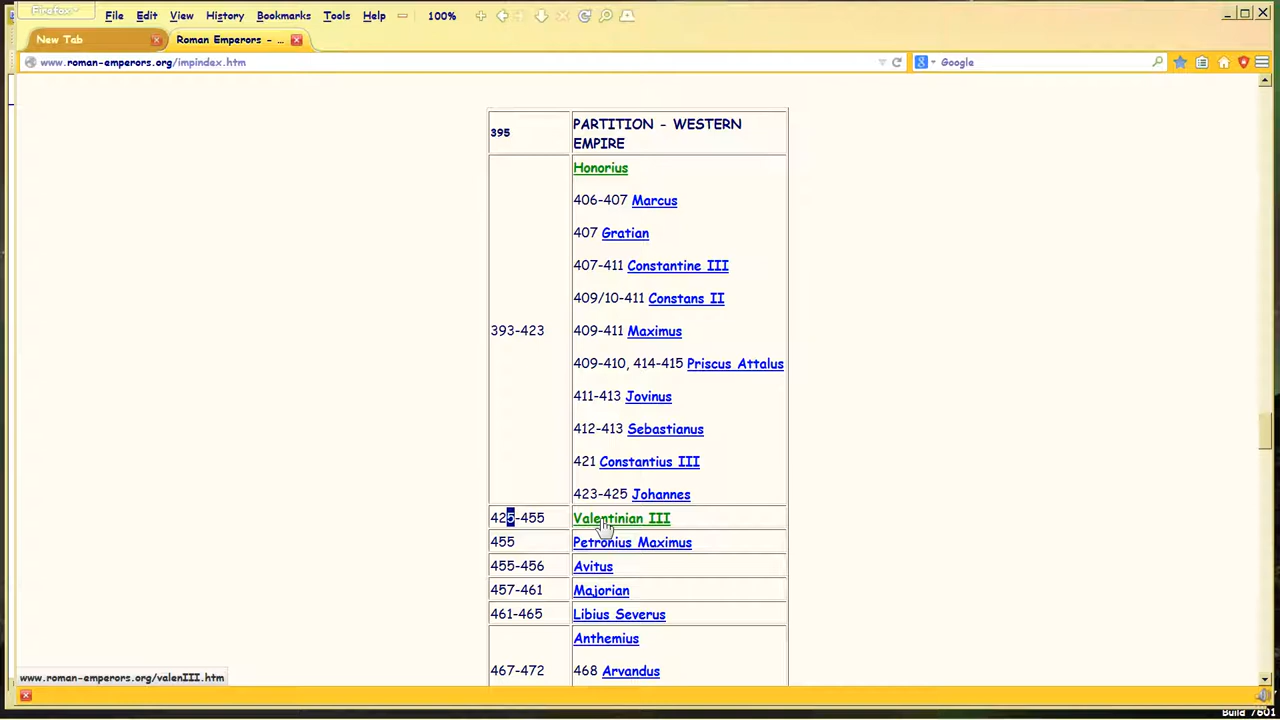 Firefox
File Edit View History Bookmarks Tools Help 100%
New Tab
Roman Emperors - ...
www.roman-emperors.org/impindex.htm
Google
395
PARTITION - WESTERN
EMPIRE
393-423
Honorius
406-407 Marcus
407 Gratian
407-411 Constantine III
409/10-411 Constans II
409-411 Maximus
409-410, 414-415 Priscus Attalus
411-413 Jovinus
412-413 Sebastianus
421 Constantius III
423-425 Johannes
425-455 Valentinian III
455 Petronius Maximus
455-456 Avitus
457-461 Majorian
461-465 Libius Severus
467-472
Anthemius
468 Arvandus
www.roman-emperors.org/valenIII.htm
Build 7601